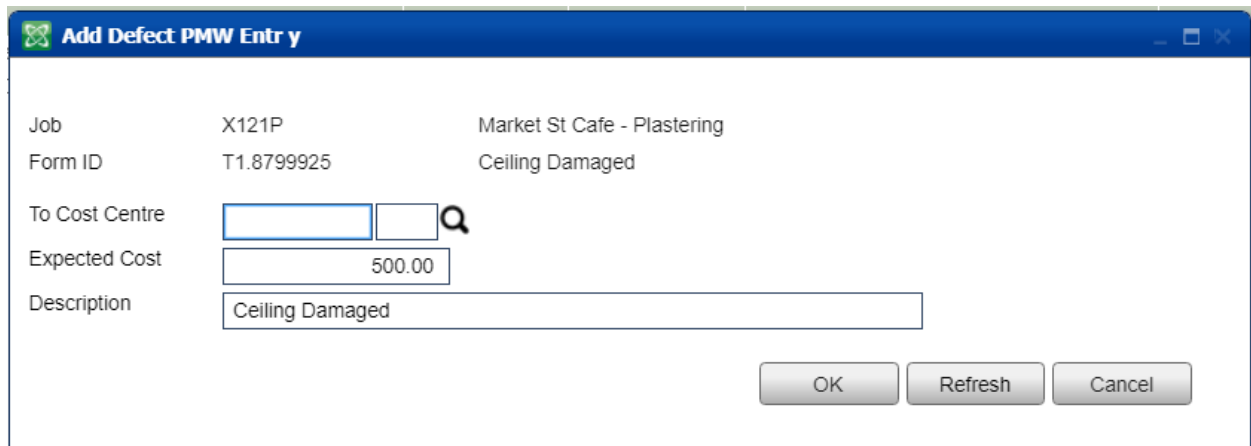 Add Defect PMW Entr y
Job X121P Market St Cafe - Plastering
Form ID T1.8799925 Ceiling Damaged
To Cost Centre
Expected Cost 500.00
Description Ceiling Damaged
OK Refresh Cancel